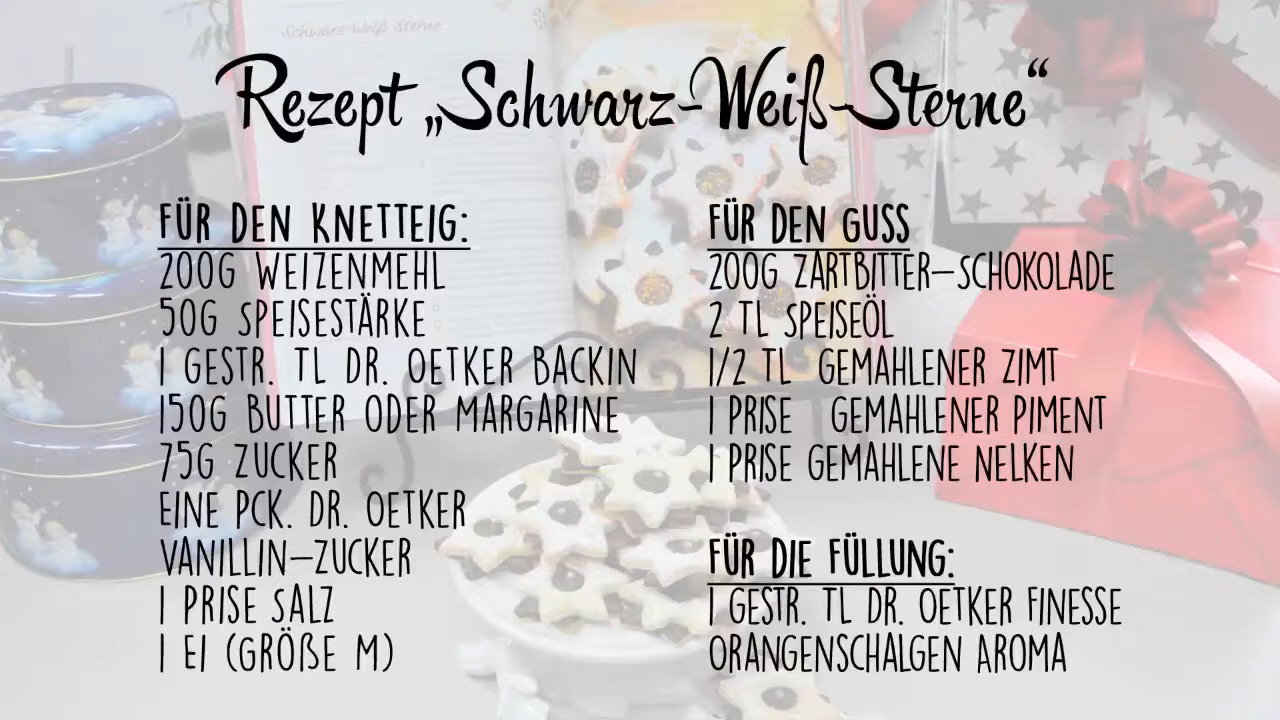 Schwarz-Weiß-Sterne
Rezept „Schwarz-Weiß-Sterne“
FÜR DEN KNETTEIG:
200G WEIZENMEHL
50G SPEISESTÄRKE
1 GESTR. TL DR. OETKER BACKIN
150G BUTTER ODER MARGARINE
75G ZUCKER
EINE PCK. DR. OETKER
VANILLIN-ZUCKER
1 PRISE SALZ
1 EI (GRÖßE M)
FÜR DEN GUSS
200G ZARTBITTER-SCHOKOLADE
2 TL SPEISEÖL
1/2 TL GEMAHLENER ZIMT
1 PRISE GEMAHLENER PIMENT
1 PRISE GEMAHLENE NELKEN
FÜR DIE FÜLLUNG:
1 GESTR. TL DR. OETKER FINESSE
ORANGENSCHALGEN AROMA